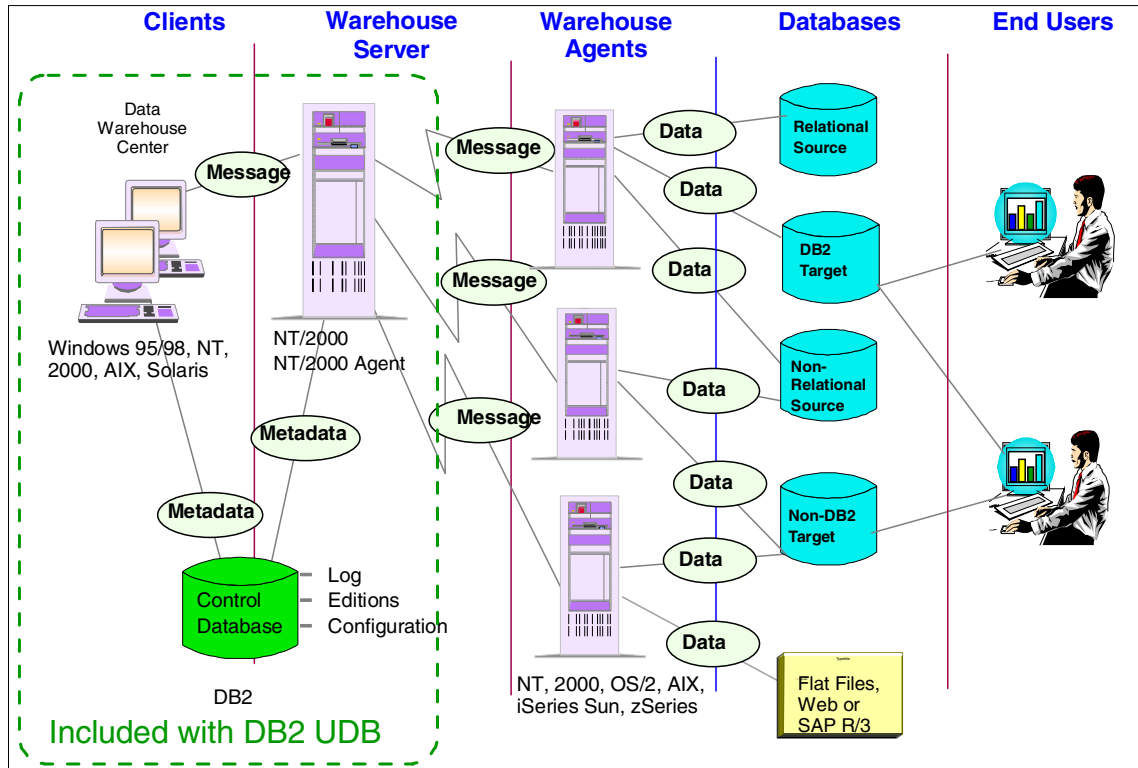 Clients
Warehouse
Server
Warehouse
Agents
Databases
End Users
Data
Warehouse
Center
Message
Message
Message
Message
Data
Data
Data
Data
Data
Data
Data
Relational
Source
DB2
Target
Non-
Relational
Source
Non-DB2
Target
Windows 95/98, NT,
2000, AIX, Solaris
NT/2000
NT/2000 Agent
Metadata
Metadata
Control
Database
Log
Editions
Configuration
DB2
Included with DB2 UDB
NT, 2000, OS/2, AIX,
iSeries Sun, zSeries
Flat Files,
Web or
SAP R/3